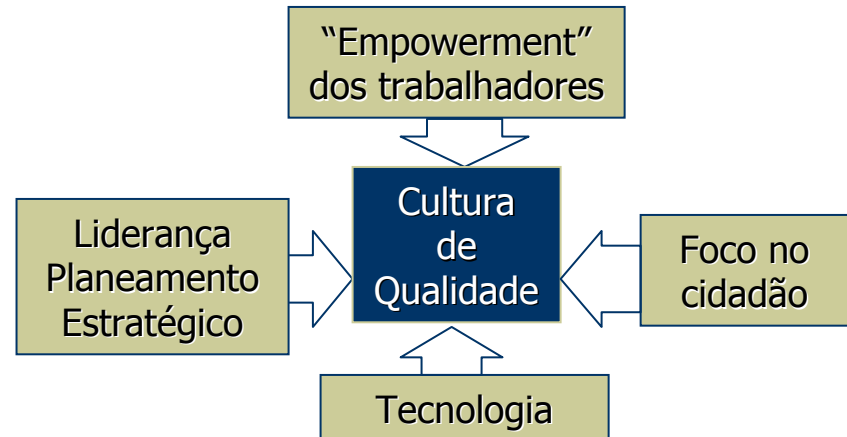 “Empowerment”
dos trabalhadores
Liderança
Planeamento
Estratégico
Cultura
de
Qualidade
Foco no
cidadão
Tecnologia